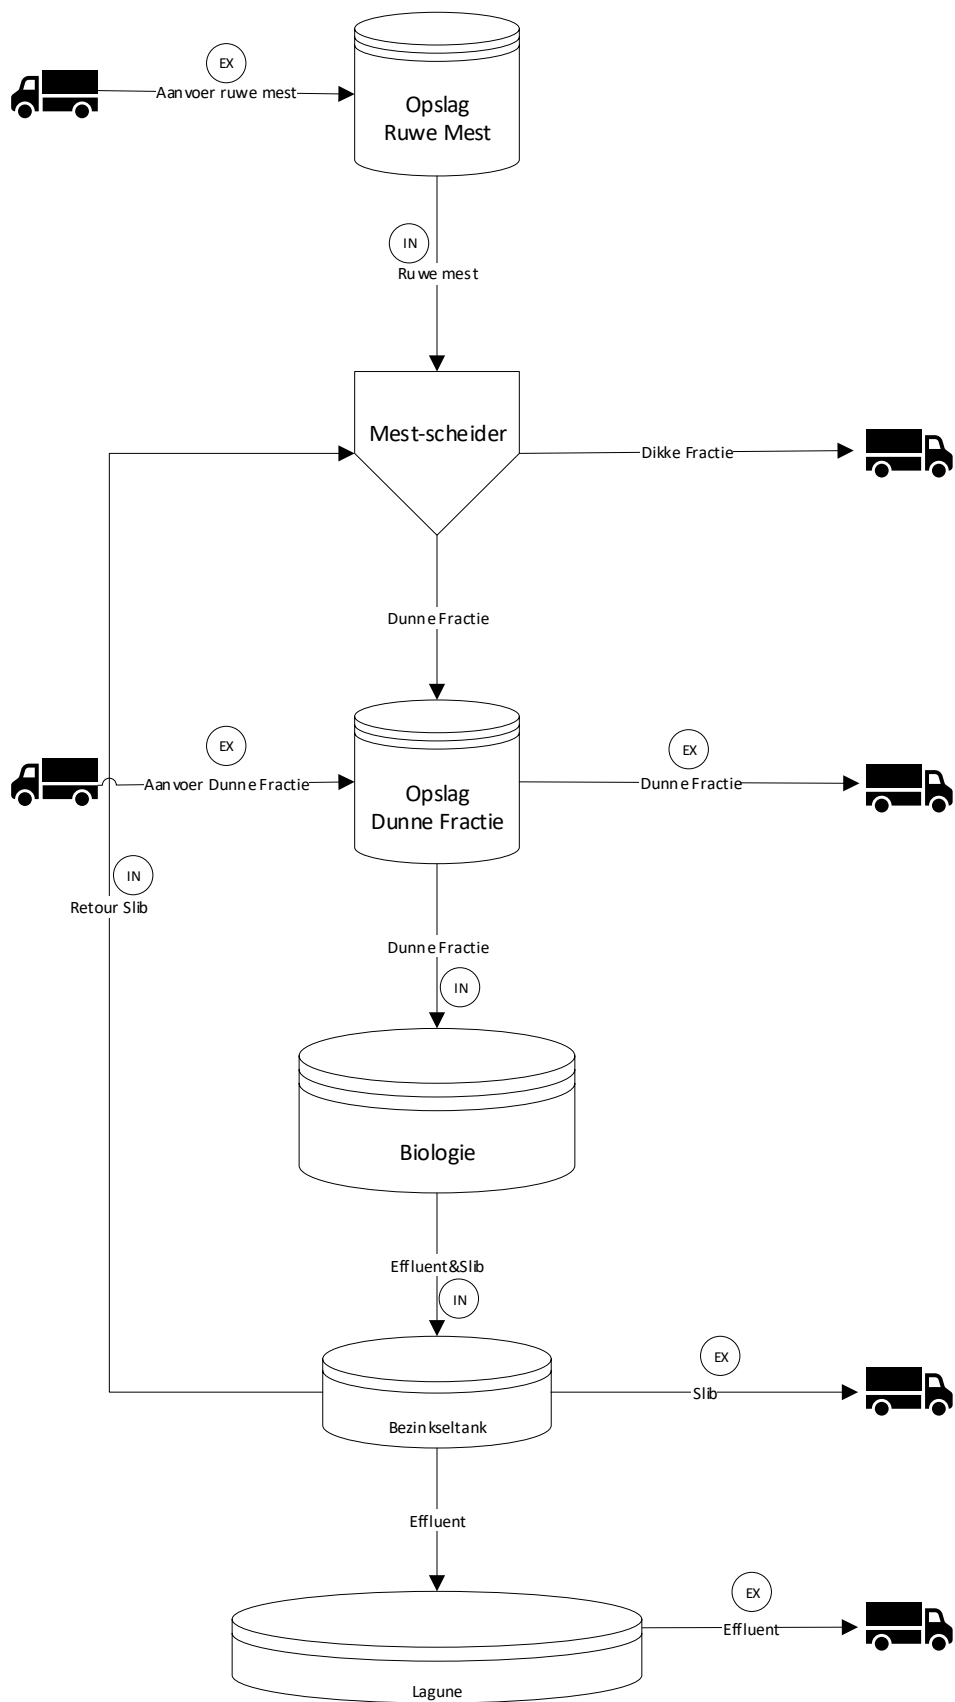 EX
Aanvoer ruwe mest
Opslag
Ruwe Mest
IN
Ruwe mest
Mest-scheider
Dikke Fractie
Dunne Fractie
EX
Aanvoer Dunne Fractie
Opslag
Dunne Fractie
EX
Dunne Fractie
IN
Retour Slib
Dunne Fractie
IN
Biologie
Effluent&Slib
IN
EX
Slib
Bezinkseltank
Effluent
EX
Effluent
Lagune